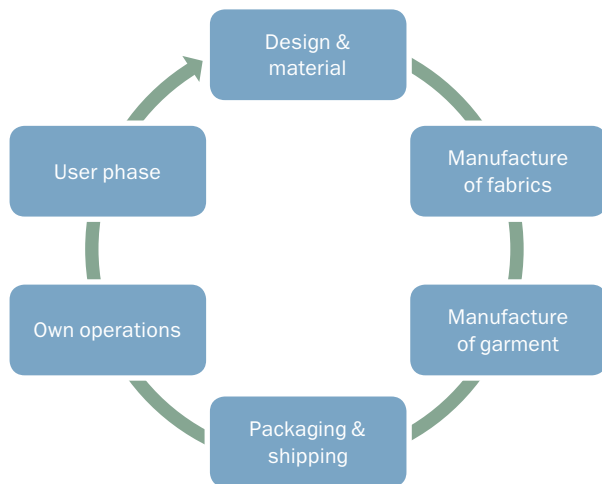 Design &
material
Manufacture
of fabrics
Manufacture
of garment
Packaging &
shipping
Own operations
User phase